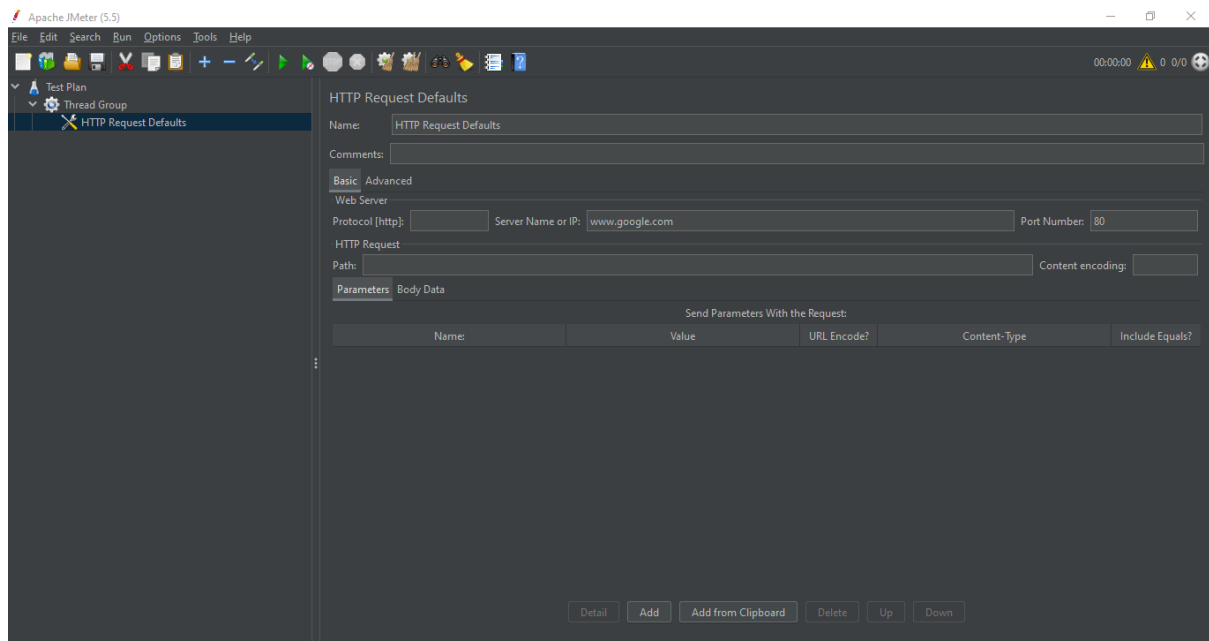 Apache JMeter (5.5)
File Edit Search Run Options Tools Help
00:00:00 0 0/0
Test Plan
Thread Group
HTTP Request Defaults
HTTP Request Defaults
Name: HTTP Request Defaults
Comments:
Basic Advanced
Web Server
Protocol [http]: Server Name or IP: www.google.com Port Number: 80
HTTP Request
Path: Content encoding:
Parameters Body Data
Send Parameters With the Request:
Name: Value URL Encode? Content-Type Include Equals?
Detail Add Add from Clipboard Delete Up Down